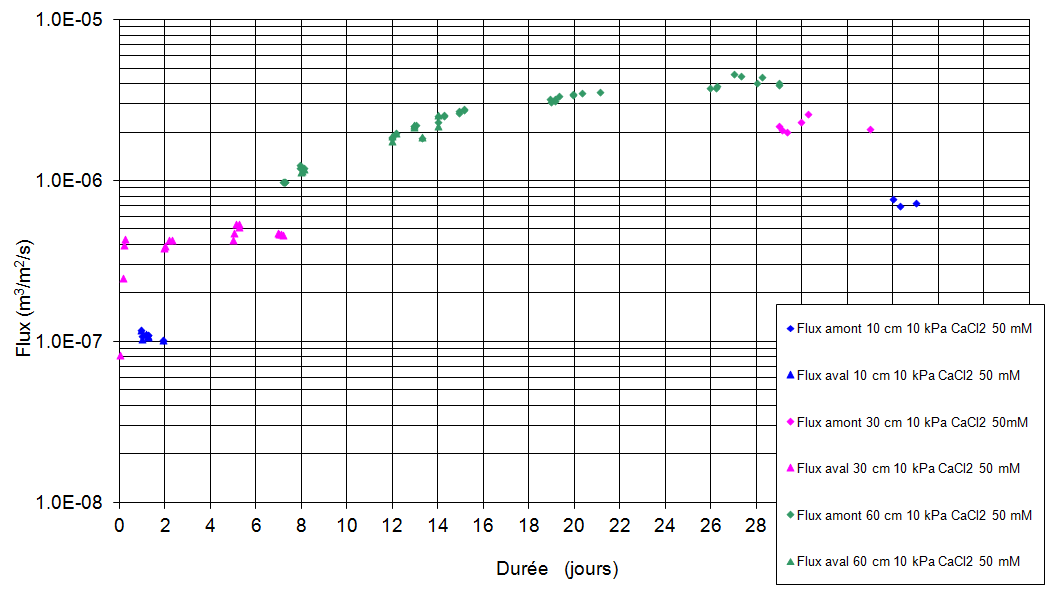 1.0E-05
1.0E-06
1.0E-07
1.0E-08
Flux (m³/m²/s)
0 2 4 6 8 10 12 14 16 18 20 22 24 26 28
Durée (jours)
Flux amont 10 cm 10 kPa CaCl2 50 mM
Flux aval 10 cm 10 kPa CaCl2 50 mM
Flux amont 30 cm 10 kPa CaCl2 50mM
Flux aval 30 cm 10 kPa CaCl2 50 mM
Flux amont 60 cm 10 kPa CaCl2 50 mM
Flux aval 60 cm 10 kPa CaCl2 50 mM